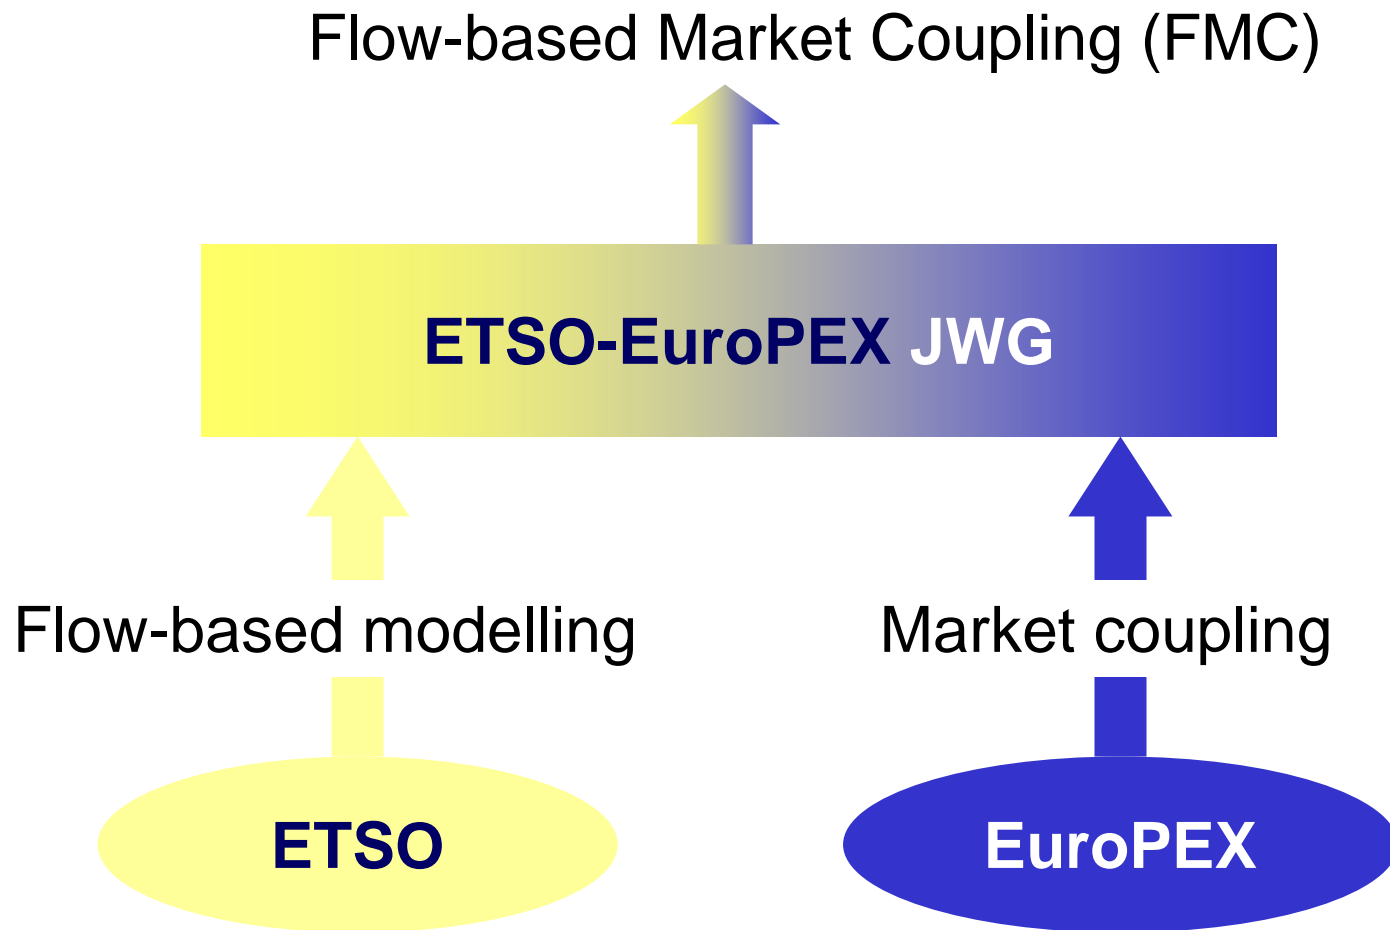 Flow-based Market Coupling (FMC)
ETSO-EuroPEX JWG
Flow-based modelling
Market coupling
ETSO
EuroPEX